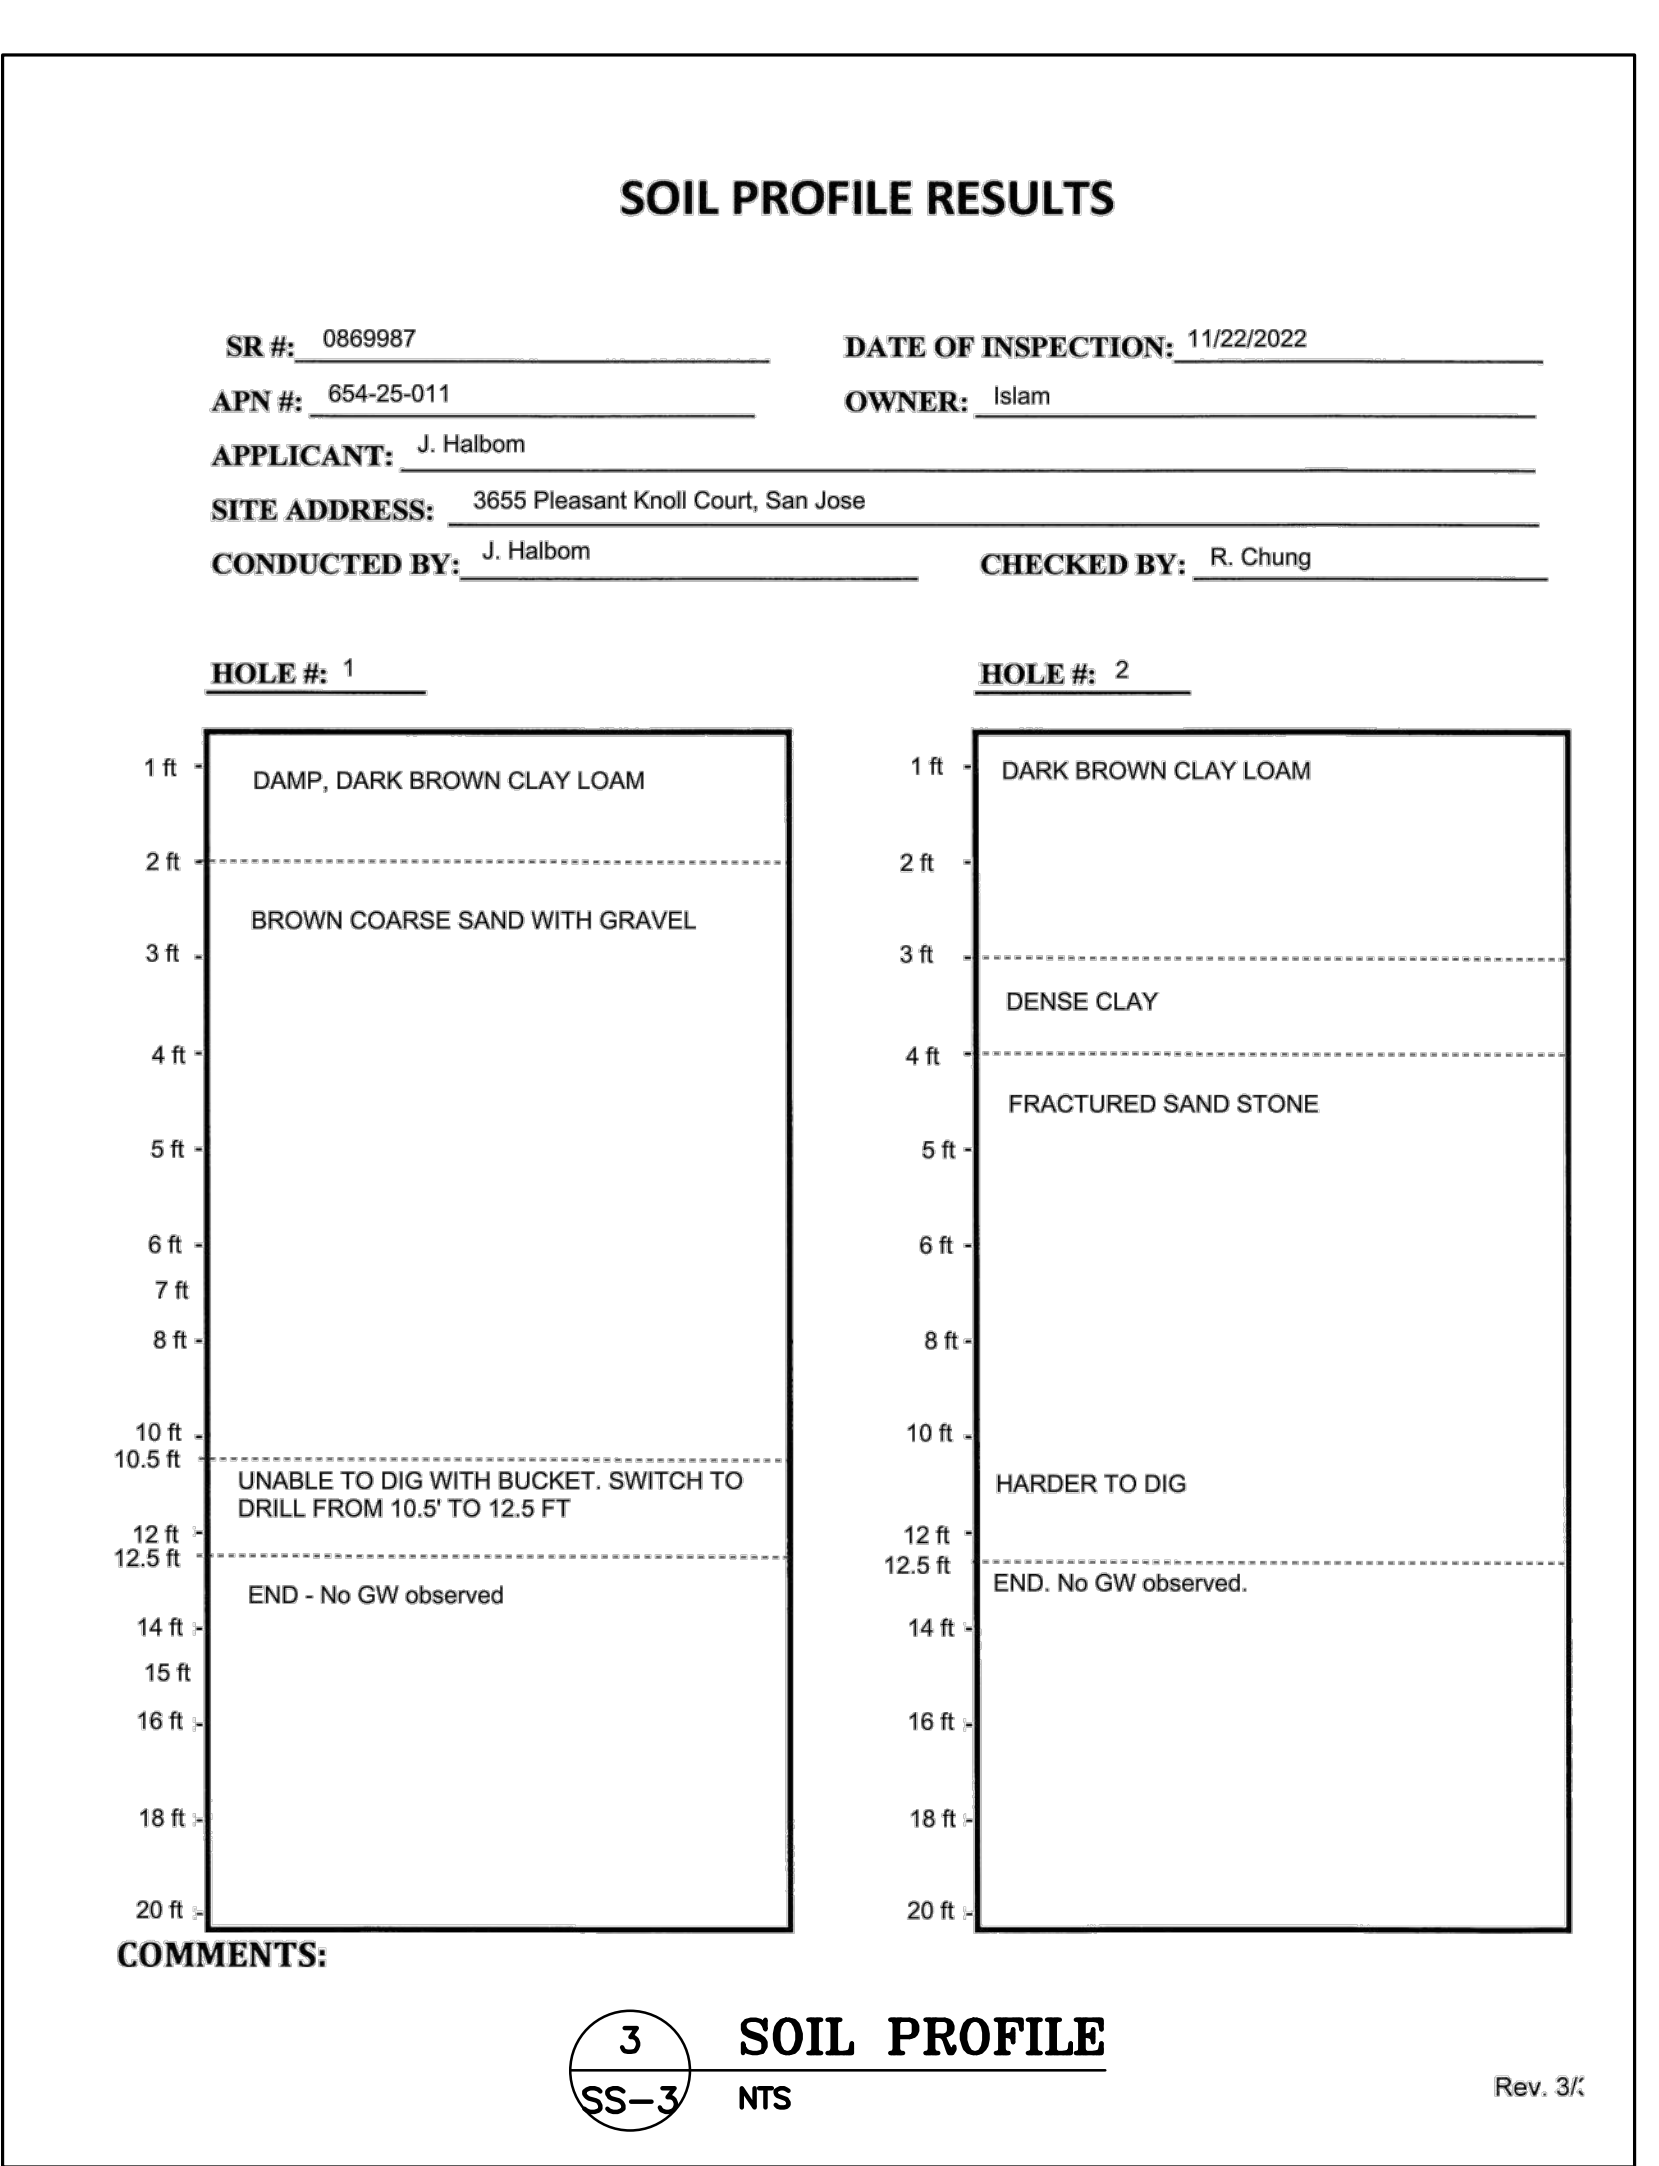 SOIL PROFILE RESULTS
SR #: 0869987
DATE OF INSPECTION: 11/22/2022
APN #: 654-25-011
OWNER: Islam
APPLICANT: J. Halbom
SITE ADDRESS: 3655 Pleasant Knoll Court, San Jose
CONDUCTED BY: J. Halbom
CHECKED BY: R. Chung
HOLE #: 1
1 ft
DAMP, DARK BROWN CLAY LOAM
2 ft
BROWN COARSE SAND WITH GRAVEL
3 ft
4 ft
5 ft
6 ft
7 ft
8 ft
10 ft
10.5 ft
UNABLE TO DIG WITH BUCKET. SWITCH TO
DRILL FROM 10.5' TO 12.5 FT
12 ft
12.5 ft
END - No GW observed
14 ft
15 ft
16 ft
18 ft
20 ft
HOLE #: 2
1 ft
DARK BROWN CLAY LOAM
2 ft
3 ft
DENSE CLAY
4 ft
FRACTURED SAND STONE
5 ft
6 ft
8 ft
10 ft
HARDER TO DIG
12 ft
12.5 ft
END. No GW observed.
14 ft
16 ft
18 ft
20 ft
COMMENTS:
3
SS-3
SOIL PROFILE
NTS
Rev. 3/